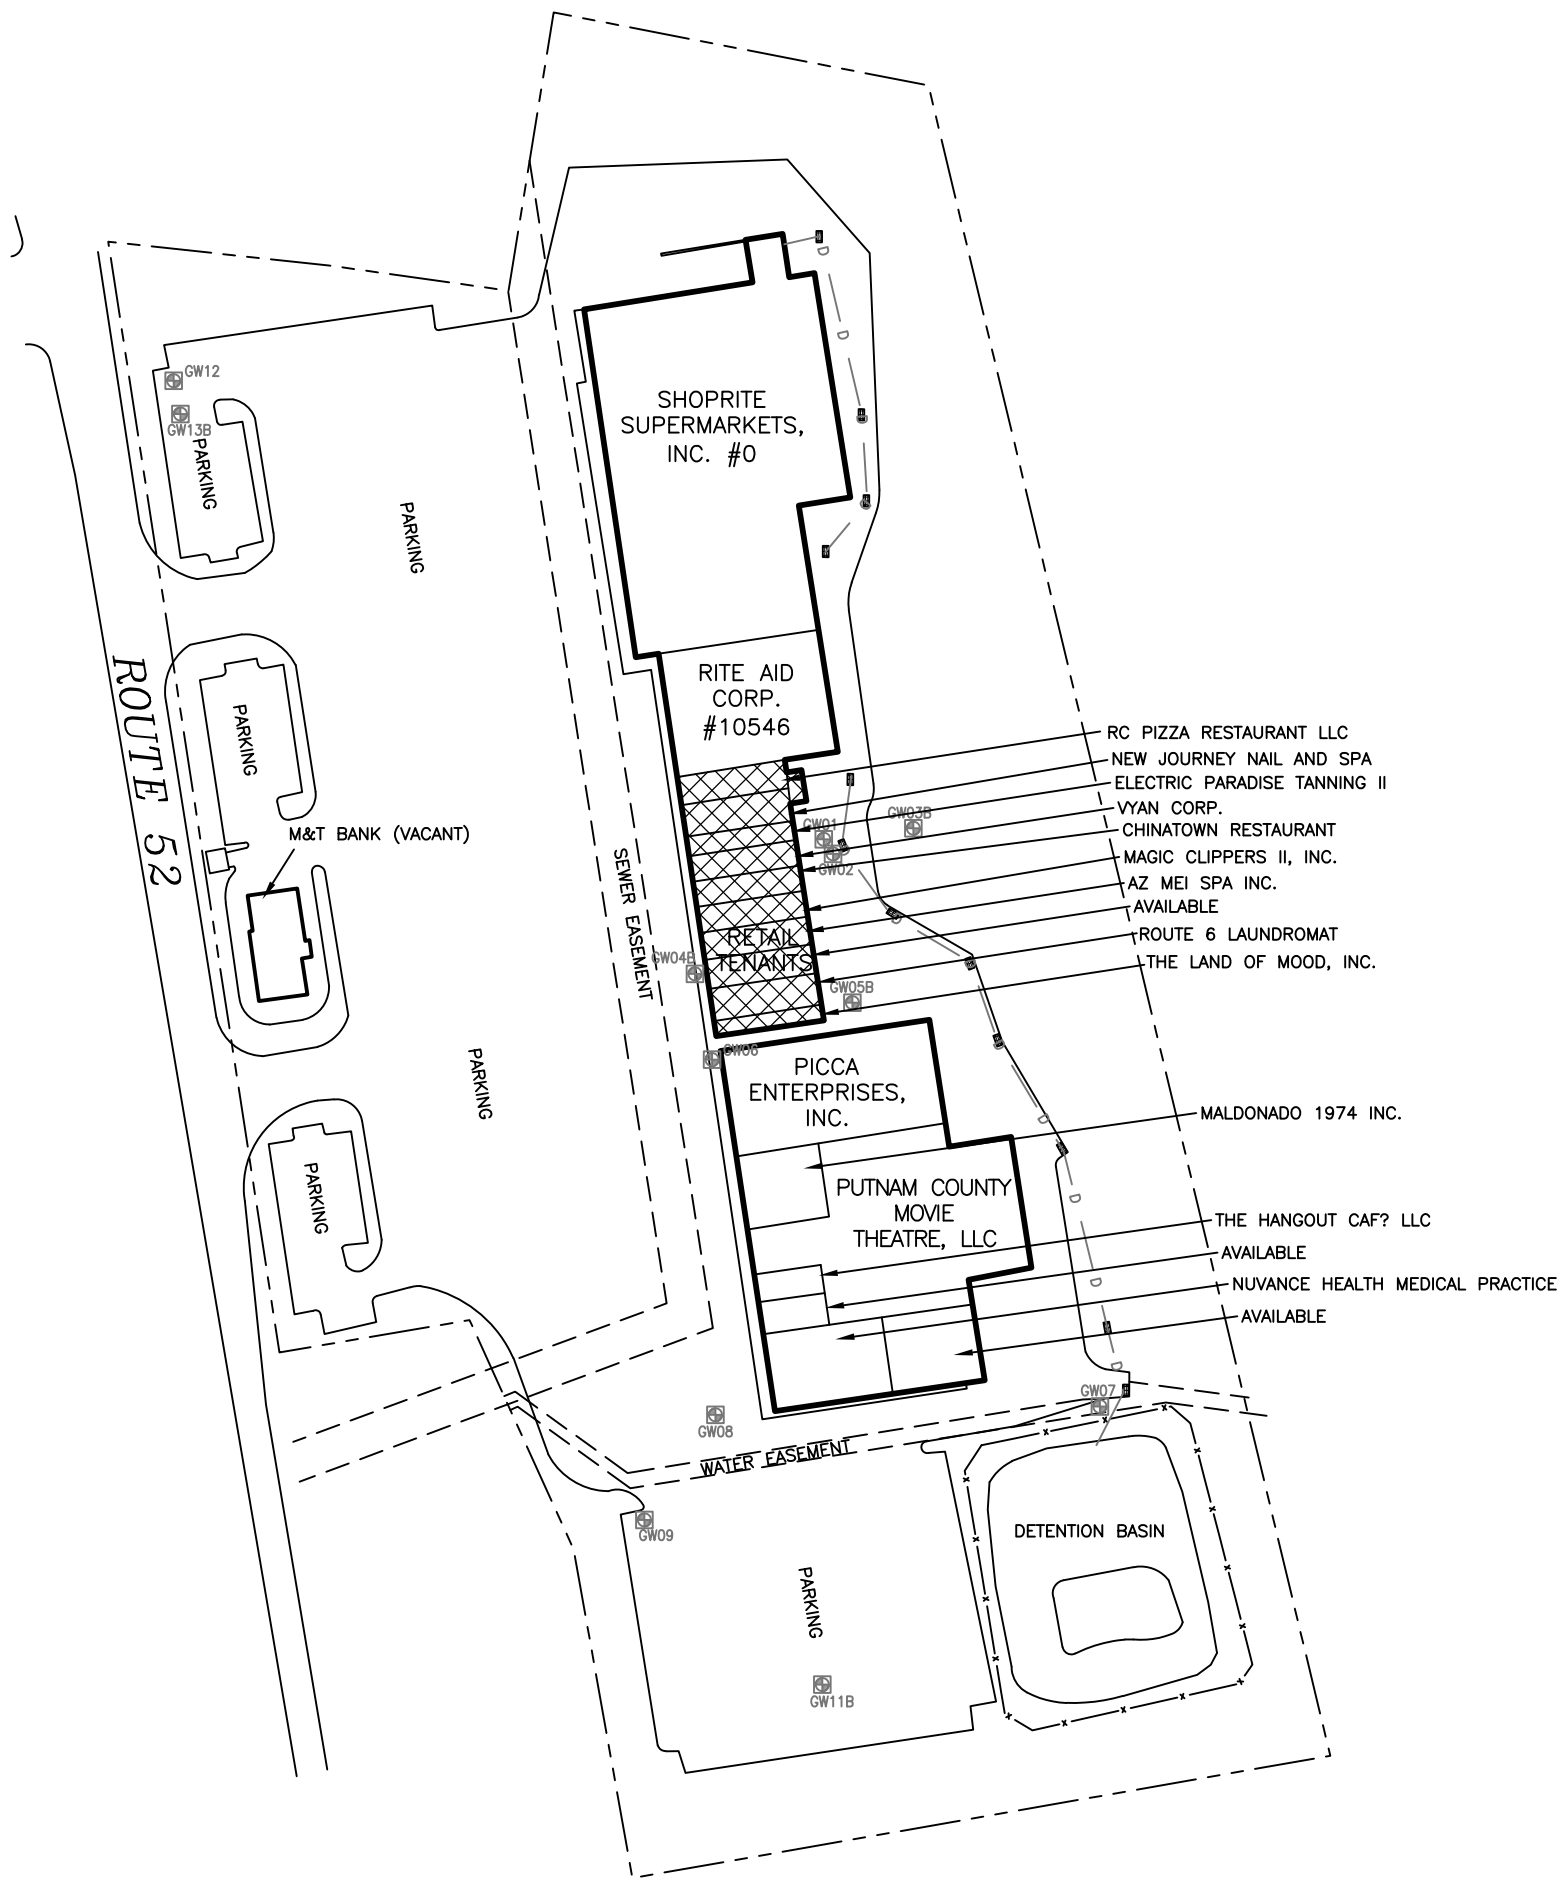 GW12
GW13B
PARKING
PARKING
SHOPRITE
SUPERMARKETS,
INC. #0
D
D
ROUTE 52
PARKING
RITE AID
CORP.
#10546
RC PIZZA RESTAURANT LLC
NEW JOURNEY NAIL AND SPA
ELECTRIC PARADISE TANNING II
VYAN CORP.
CHINATOWN RESTAURANT
MAGIC CLIPPERS II, INC.
AZ MEI SPA INC.
AVAILABLE
ROUTE 6 LAUNDROMAT
THE LAND OF MOOD, INC.
M&T BANK (VACANT)
GW01
GW02
GW03B
SEWER EASEMENT
RETAIL
TENANTS
GW04B
GW05B
GW06
PARKING
PICCA
ENTERPRISES,
INC.
MALDONADO 1974 INC.
D
PARKING
PUTNAM COUNTY
MOVIE
THEATRE, LLC
D
THE HANGOUT CAF? LLC
AVAILABLE
NUVANCE HEALTH MEDICAL PRACTICE
AVAILABLE
D
D
GW07
GW08
WATER EASEMENT
GW09
DETENTION BASIN
PARKING
GW11B